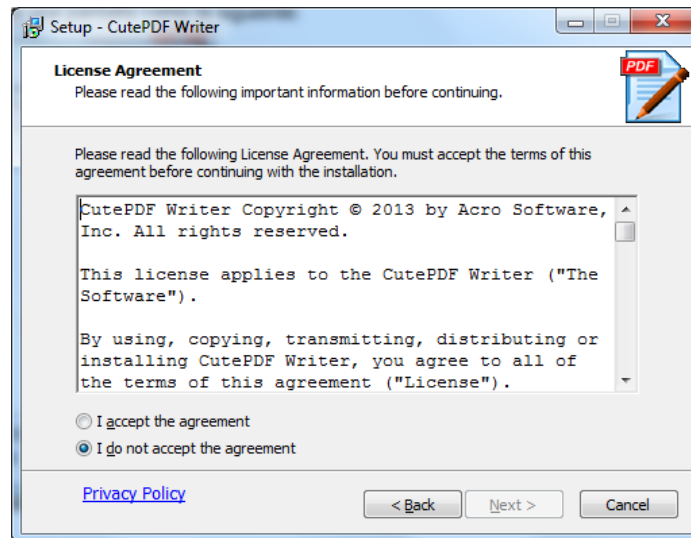 Setup - CutePDF Writer
License Agreement
Please read the following important information before continuing.
PDF
Please read the following License Agreement. You must accept the terms of this
agreement before continuing with the installation.
CutePDF Writer Copyright © 2013 by Acro Software,
Inc. All rights reserved.
This license applies to the CutePDF Writer ("The
Software").
By using, copying, transmitting, distributing or
installing CutePDF Writer, you agree to all of
the terms of this agreement ("License").
I accept the agreement
I do not accept the agreement
Privacy Policy
< Back Next > Cancel